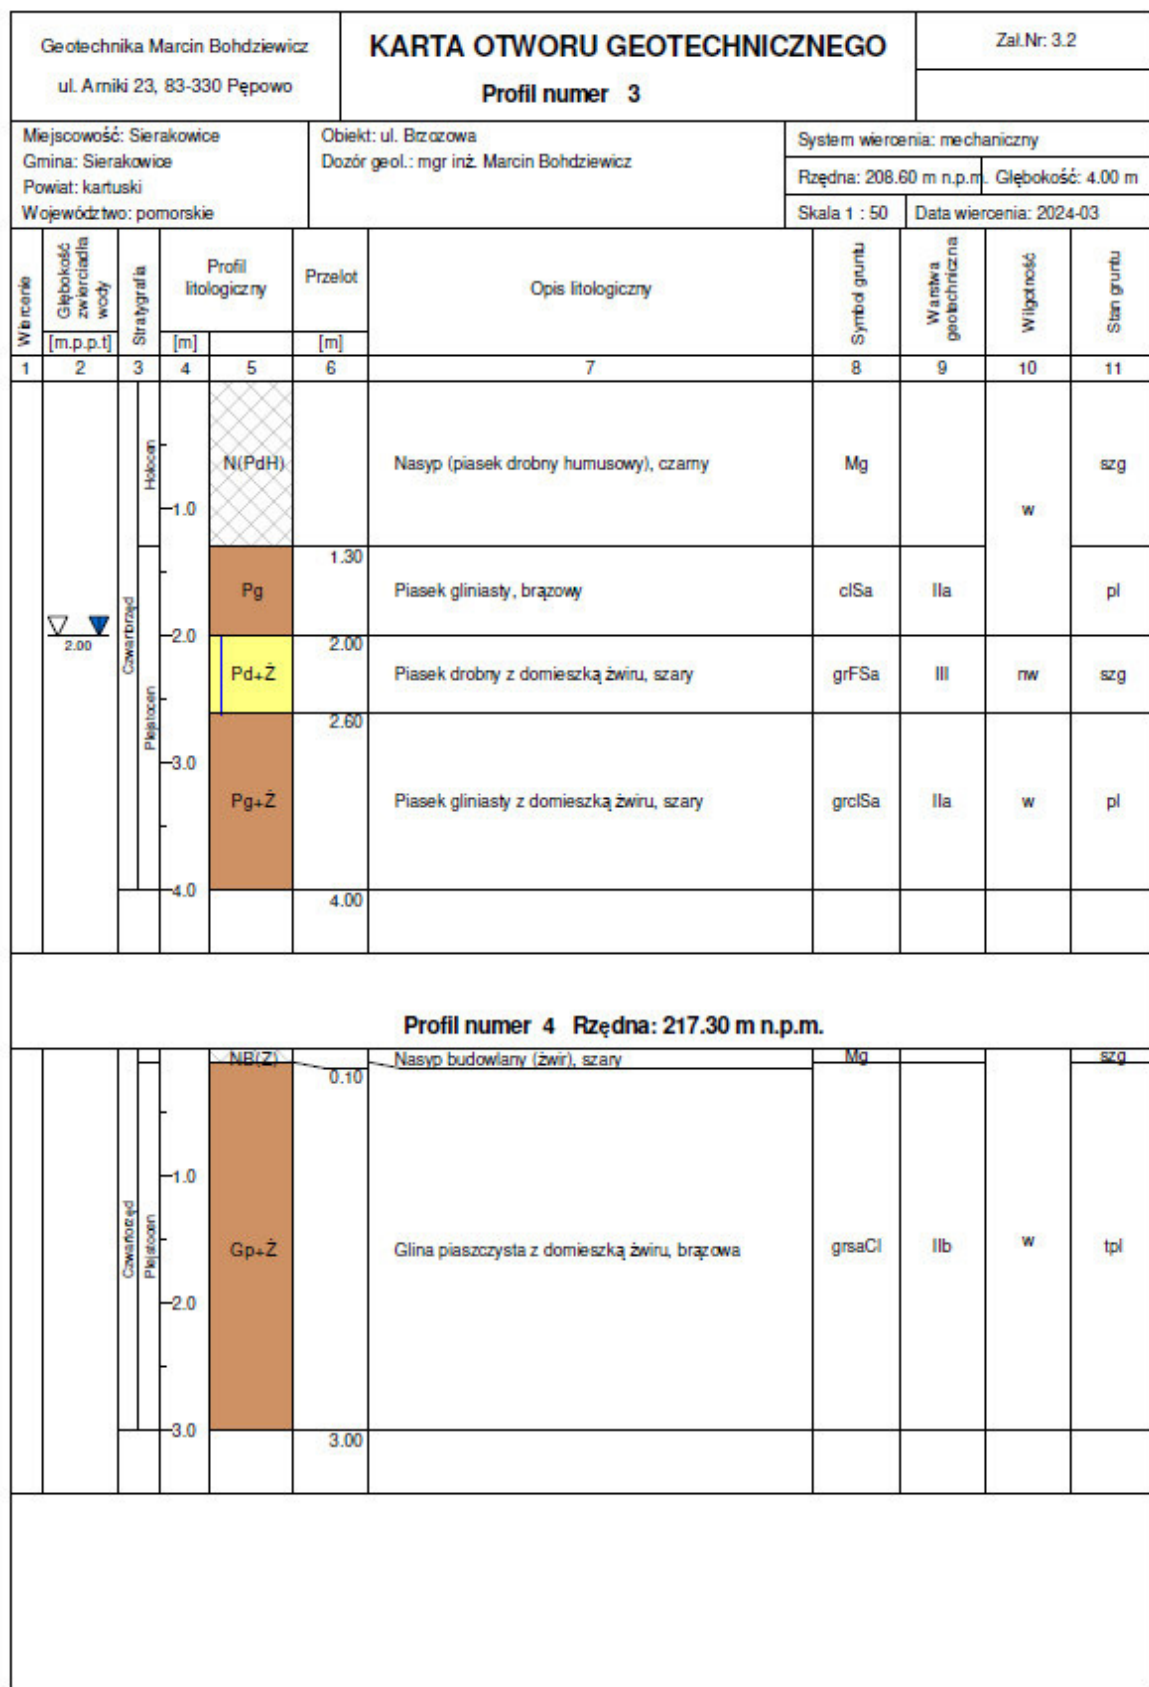 Geotechnika Marcin Bohdziewicz
ul. Arniki 23, 83-330 Pępowo
KARTA OTWORU GEOTECHNICZNEGO
Profil numer 3
Zał.Nr: 3.2
Miejscowość: Sierakowice
Gmina: Sierakowice
Powiat: kartuski
Województwo: pomorskie
Obiekt: ul. Brzozowa
Dozór geol.: mgr inż. Marcin Bohdziewicz
System wiercenia: mechaniczny
Rzędna: 208.60 m n.p.m. Głębokość: 4.00 m
Skala 1 : 50 Data wiercenia: 2024-03
Wiercenie
Głębokość zwierciadła wody
[m.p.p.t]
Stratygrafia
Profil litologiczny
[m]
Przelot
[m]
Opis litologiczny
Symbol gruntu
Warstwa geotechniczna
Wilgotność
Stan gruntu
1 2 3 4 5 6 7 8 9 10 11
Czwartorzęd
Holocen
Plejstocen
N(PdH) Nasyp (piasek drobny humusowy), czarny Mg szg
1.0 w
1.30
Pg Piasek gliniasty, brązowy clSa IIa pl
2.00
2.0 2.00
Pd+Ż Piasek drobny z domieszką żwiru, szary grFSa III nw szg
2.60
3.0
Pg+Ż Piasek gliniasty z domieszką żwiru, szary grclSa IIa w pl
4.0 4.00
Profil numer 4 Rzędna: 217.30 m n.p.m.
NB(Ż) Nasyp budowlany (żwir), szary Mg szg
0.10
1.0
Czwartorzęd
Plejstocen
Gp+Ż Glina piaszczysta z domieszką żwiru, brązowa grsaCl IIb w tpl
2.0
3.0 3.00